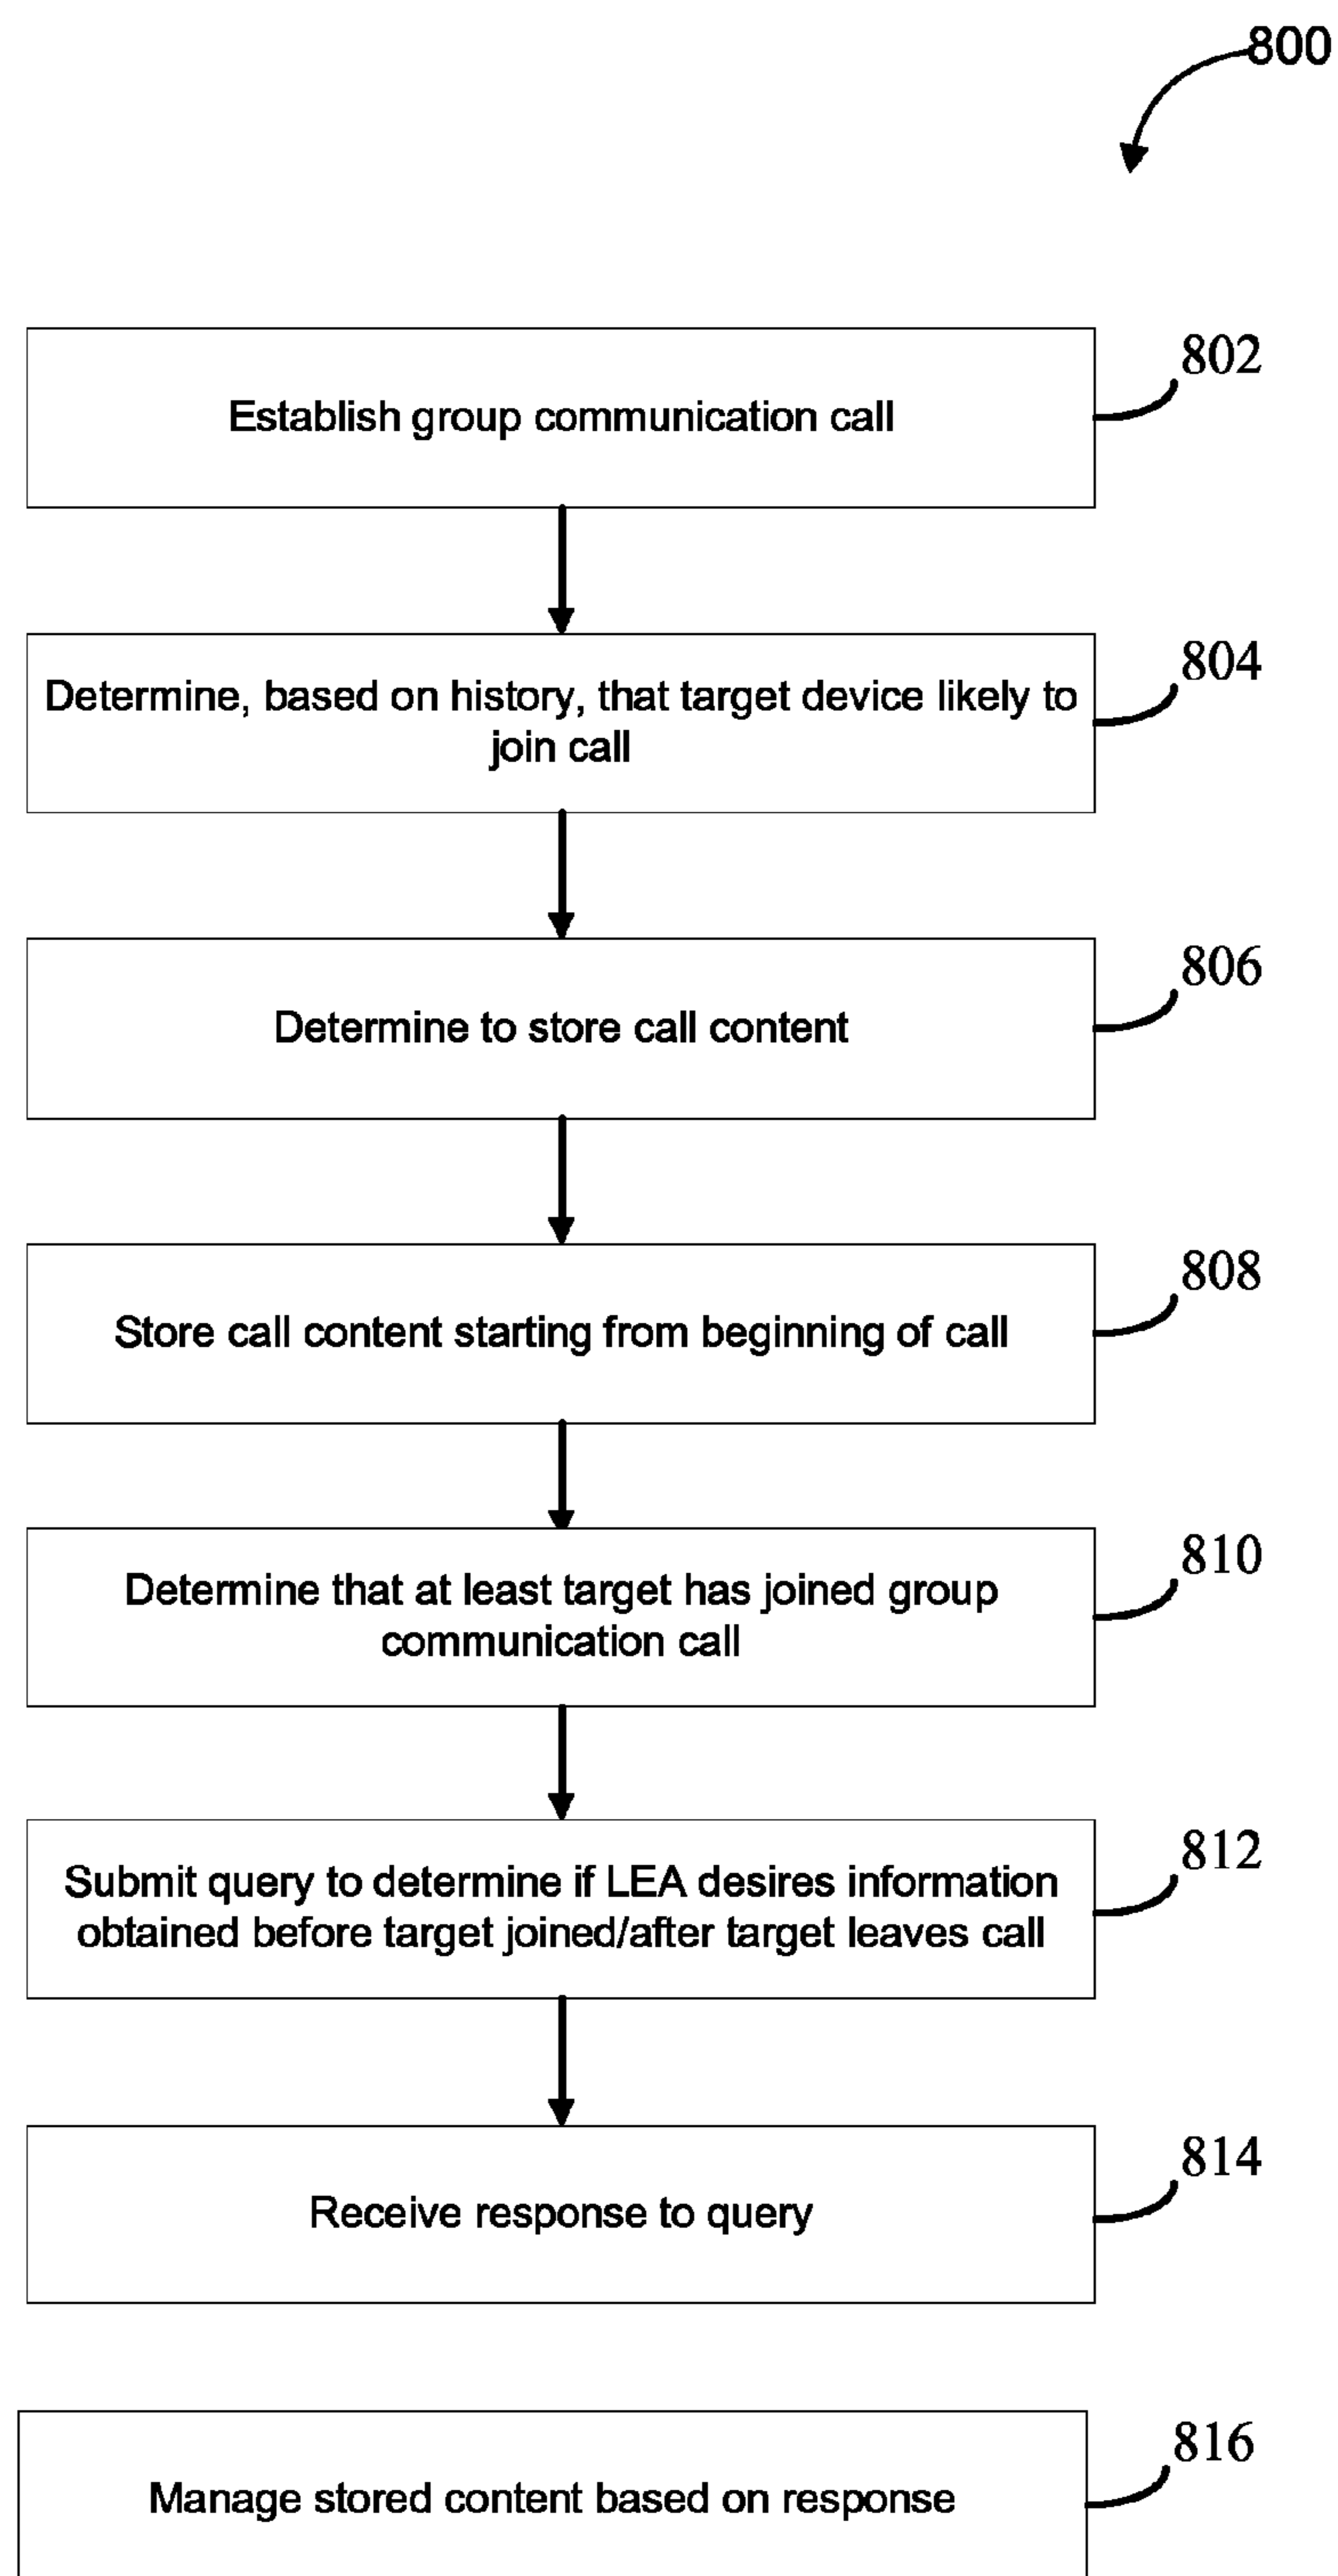 800
802
Establish group communication call
804
Determine, based on history, that target device likely to
join call
806
Determine to store call content
808
Store call content starting from beginning of call
810
Determine that at least target has joined group
communication call
812
Submit query to determine if LEA desires information
obtained before target joined/after target leaves call
814
Receive response to query
816
Manage stored content based on response